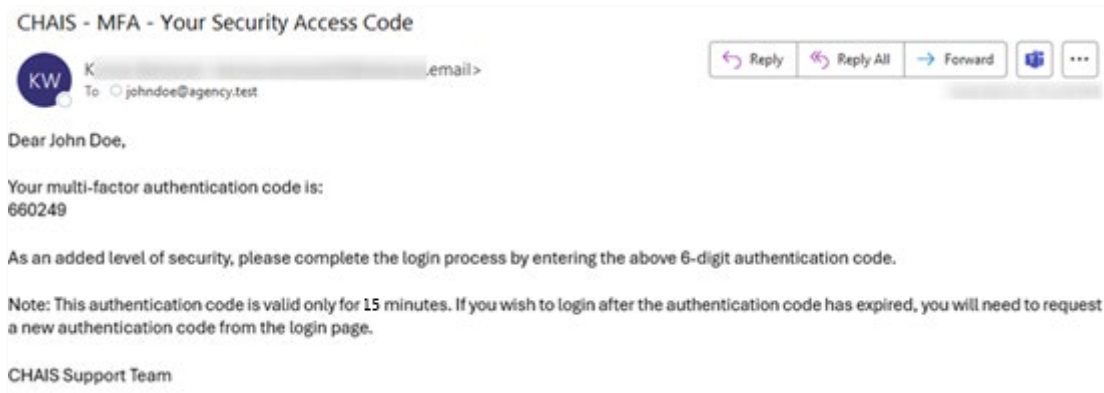 CHAIS - MFA - Your Security Access Code
KW
K
.email>
Reply
Reply All
Forward
To johndoe@agency.test
Dear John Doe,
Your multi-factor authentication code is:
660249
As an added level of security, please complete the login process by entering the above 6-digit authentication code.
Note: This authentication code is valid only for 15 minutes. If you wish to login after the authentication code has expired, you will need to request
a new authentication code from the login page.
CHAIS Support Team